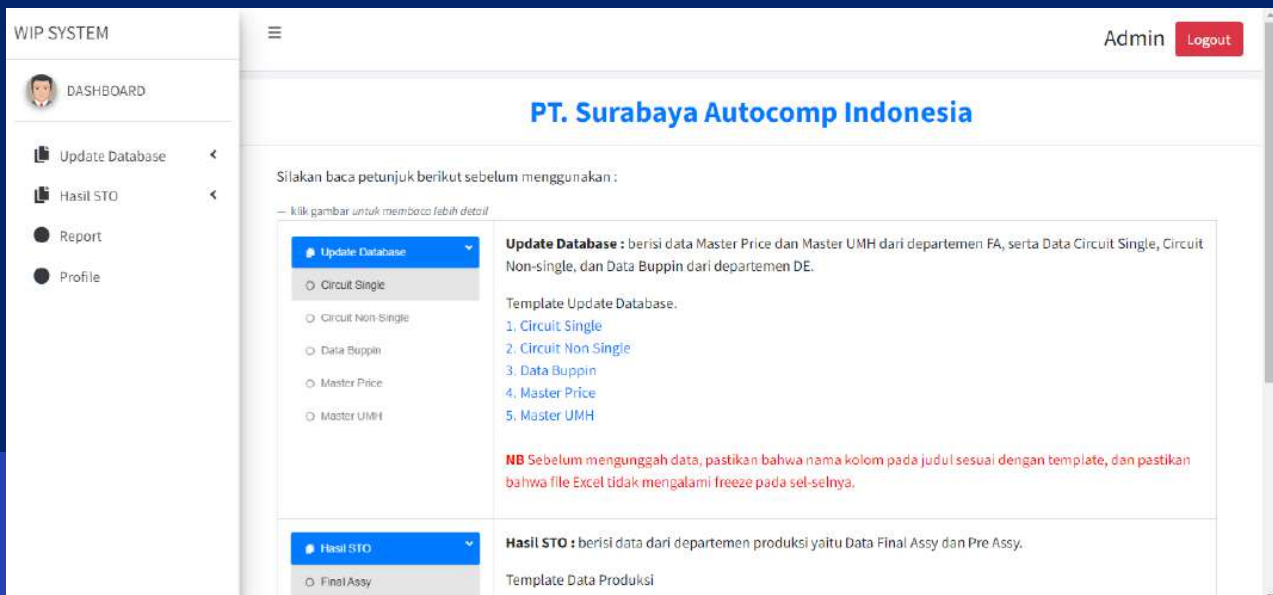 WIP SYSTEM
Admin
Logout
DASHBOARD
PT. Surabaya Autocomp Indonesia
Update Database
Hasil STO
Report
Profile
Silakan baca petunjuk berikut sebelum menggunakan :
— klik gambar untuk membaca lebih detail
Update Database
Circuit Single
Circuit Non-Single
Data Buppin
Master Price
Master UMH
Update Database : berisi data Master Price dan Master UMH dari departemen FA, serta Data Circuit Single, Circuit
Non-single, dan Data Buppin dari departemen DE.
Template Update Database.
1. Circuit Single
2. Circuit Non Single
3. Data Buppin
4. Master Price
5. Master UMH
NB Sebelum mengunggah data, pastikan bahwa nama kolom pada judul sesuai dengan template, dan pastikan
bahwa file Excel tidak mengalami freeze pada sel-selnya.
Hasil STO
Final Assy
Hasil STO : berisi data dari departemen produksi yaitu Data Final Assy dan Pre Assy.
Template Data Produksi